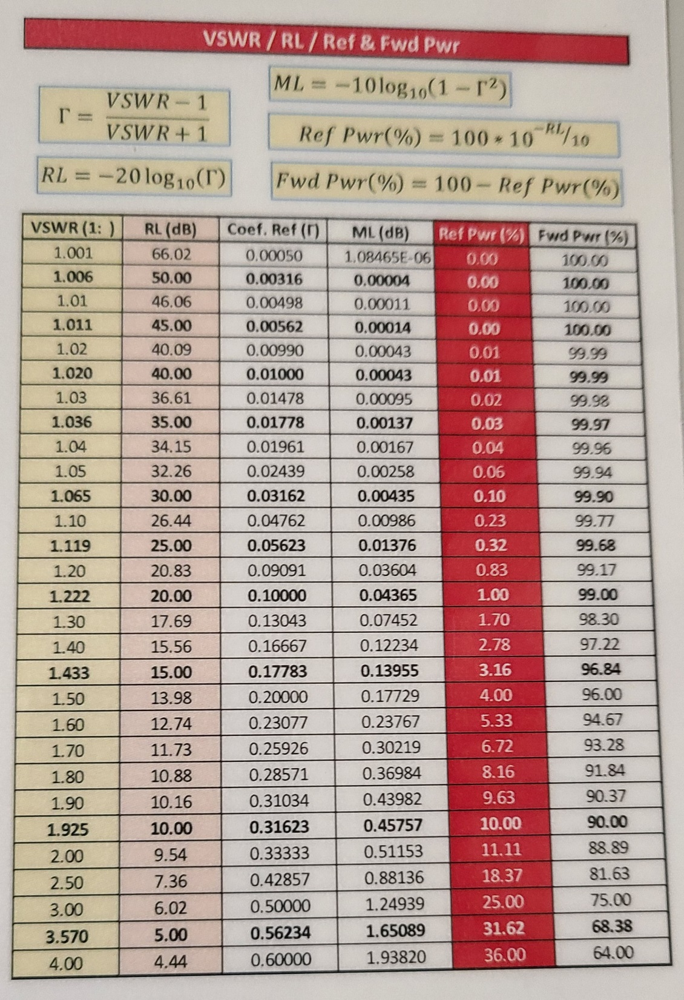 VSWR / RL / Ref & Fwd Pwr
Γ = (VSWR − 1)/(VSWR + 1)
ML = −10 log₁₀(1 − Γ²)
Ref Pwr(%) = 100 * 10^(−RL/10)
RL = −20 log₁₀(Γ)
Fwd Pwr(%) = 100 − Ref Pwr(%)
VSWR (1: ) RL (dB) Coef. Ref (Γ) ML (dB) Ref Pwr (%) Fwd Pwr (%)
1.001 66.02 0.00050 1.08465E-06 0.00 100.00
1.006 50.00 0.00316 0.00004 0.00 100.00
1.01 46.06 0.00498 0.00011 0.00 100.00
1.011 45.00 0.00562 0.00014 0.00 100.00
1.02 40.09 0.00990 0.00043 0.01 99.99
1.020 40.00 0.01000 0.00043 0.01 99.99
1.03 36.61 0.01478 0.00095 0.02 99.98
1.036 35.00 0.01778 0.00137 0.03 99.97
1.04 34.15 0.01961 0.00167 0.04 99.96
1.05 32.26 0.02439 0.00258 0.06 99.94
1.065 30.00 0.03162 0.00435 0.10 99.90
1.10 26.44 0.04762 0.00986 0.23 99.77
1.119 25.00 0.05623 0.01376 0.32 99.68
1.20 20.83 0.09091 0.03604 0.83 99.17
1.222 20.00 0.10000 0.04365 1.00 99.00
1.30 17.69 0.13043 0.07452 1.70 98.30
1.40 15.56 0.16667 0.12234 2.78 97.22
1.433 15.00 0.17783 0.13955 3.16 96.84
1.50 13.98 0.20000 0.17729 4.00 96.00
1.60 12.74 0.23077 0.23767 5.33 94.67
1.70 11.73 0.25926 0.30219 6.72 93.28
1.80 10.88 0.28571 0.36984 8.16 91.84
1.90 10.16 0.31034 0.43982 9.63 90.37
1.925 10.00 0.31623 0.45757 10.00 90.00
2.00 9.54 0.33333 0.51153 11.11 88.89
2.50 7.36 0.42857 0.88136 18.37 81.63
3.00 6.02 0.50000 1.24939 25.00 75.00
3.570 5.00 0.56234 1.65089 31.62 68.38
4.00 4.44 0.60000 1.93820 36.00 64.00